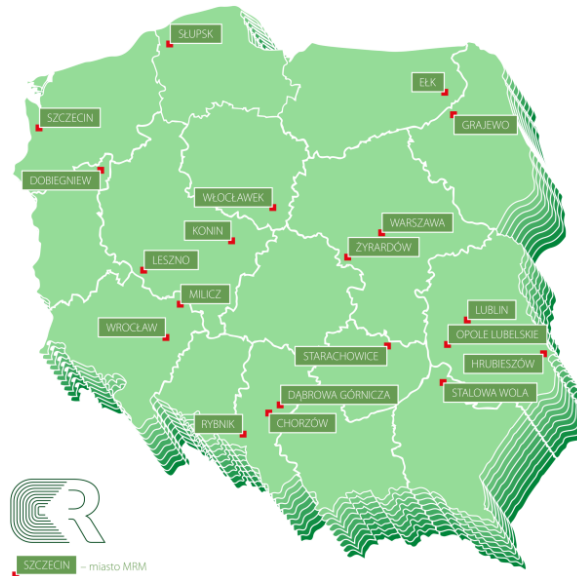 SŁUPSK
EŁK
SZCZECIN
GRAJEWO
DOBIEGNIEW
WŁOCŁAWEK
WARSZAWA
KONIN
ŻYRARDÓW
LESZNO
MILICZ
LUBLIN
WROCŁAW
OPOLE LUBELSKIE
STARACHOWICE
HRUBIESZÓW
DĄBROWA GÓRNICZA
STALOWA WOLA
RYBNIK
CHORZÓW
CR
SZCZECIN – miasto MRM